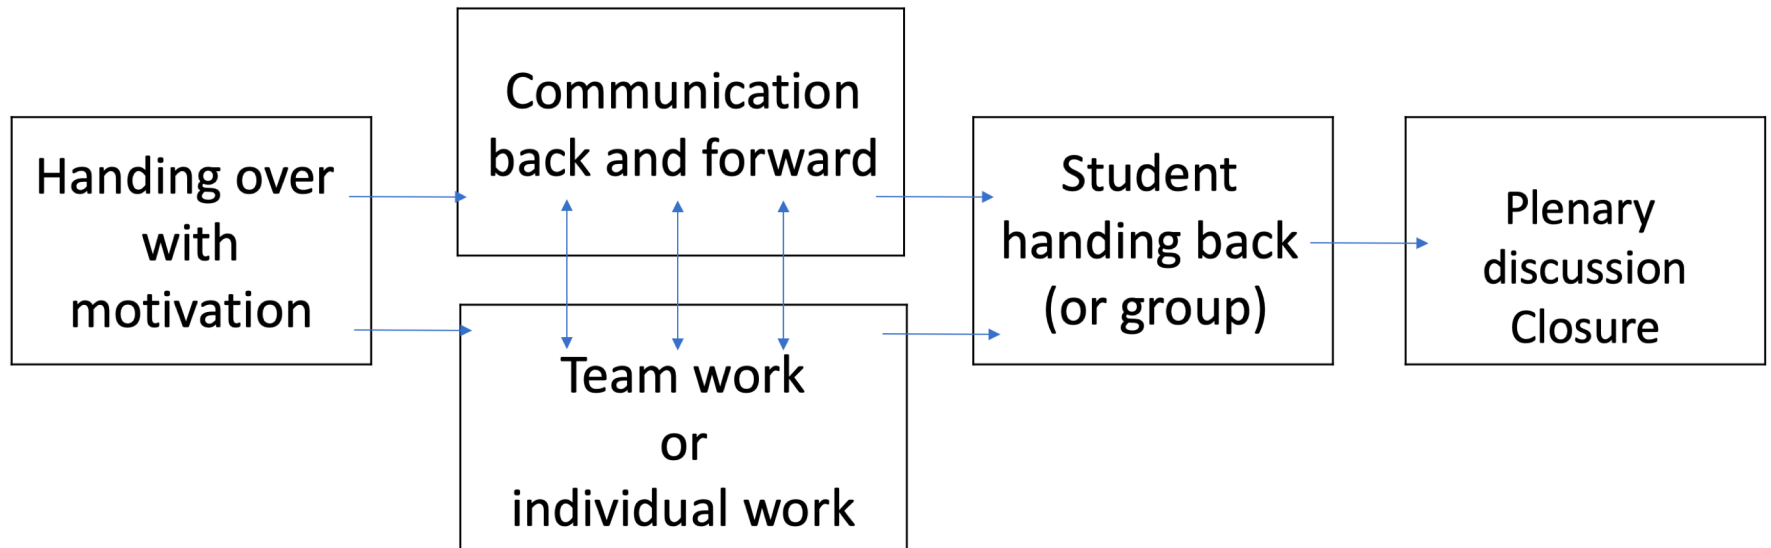 Handing over
with
motivation
Communication
back and forward
Team work
or
individual work
Student
handing back
(or group)
Plenary
discussion
Closure